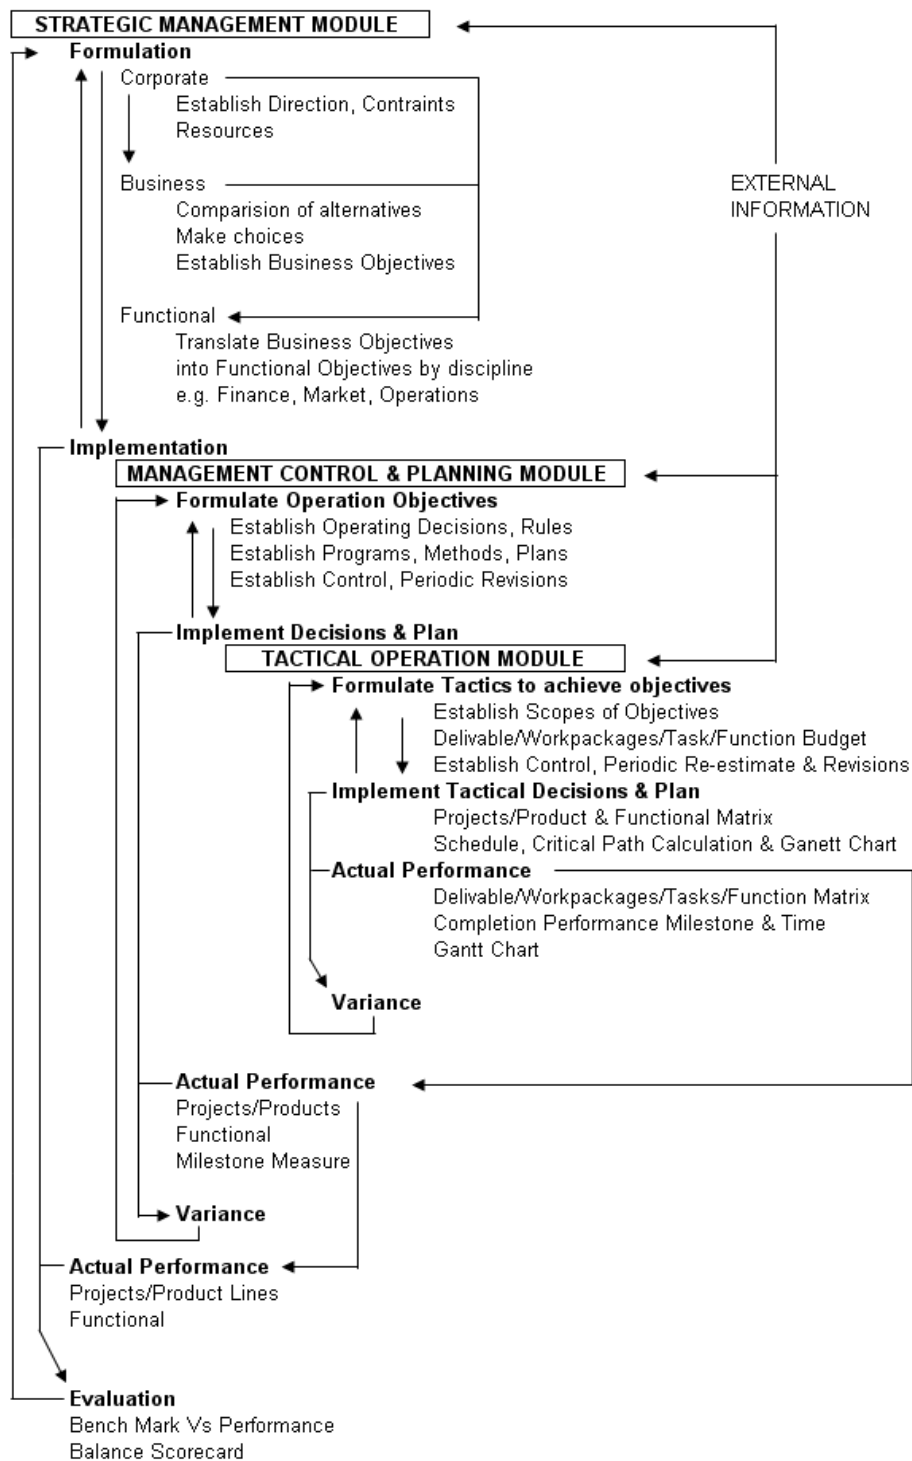 STRATEGIC MANAGEMENT MODULE
Formulation
Corporate
Establish Direction, Contraints
Resources
Business
Comparision of alternatives
Make choices
Establish Business Objectives
EXTERNAL
INFORMATION
Functional
Translate Business Objectives
into Functional Objectives by discipline
e.g. Finance, Market, Operations
Implementation
MANAGEMENT CONTROL & PLANNING MODULE
Formulate Operation Objectives
Establish Operating Decisions, Rules
Establish Programs, Methods, Plans
Establish Control, Periodic Revisions
Implement Decisions & Plan
TACTICAL OPERATION MODULE
Formulate Tactics to achieve objectives
Establish Scopes of Objectives
Delivable/Workpackages/Task/Function Budget
Establish Control, Periodic Re-estimate & Revisions
Implement Tactical Decisions & Plan
Projects/Product & Functional Matrix
Schedule, Critical Path Calculation & Ganett Chart
Actual Performance
Delivable/Workpackages/Tasks/Function Matrix
Completion Performance Milestone & Time
Gantt Chart
Variance
Actual Performance
Projects/Products
Functional
Milestone Measure
Variance
Actual Performance
Projects/Product Lines
Functional
Evaluation
Bench Mark Vs Performance
Balance Scorecard